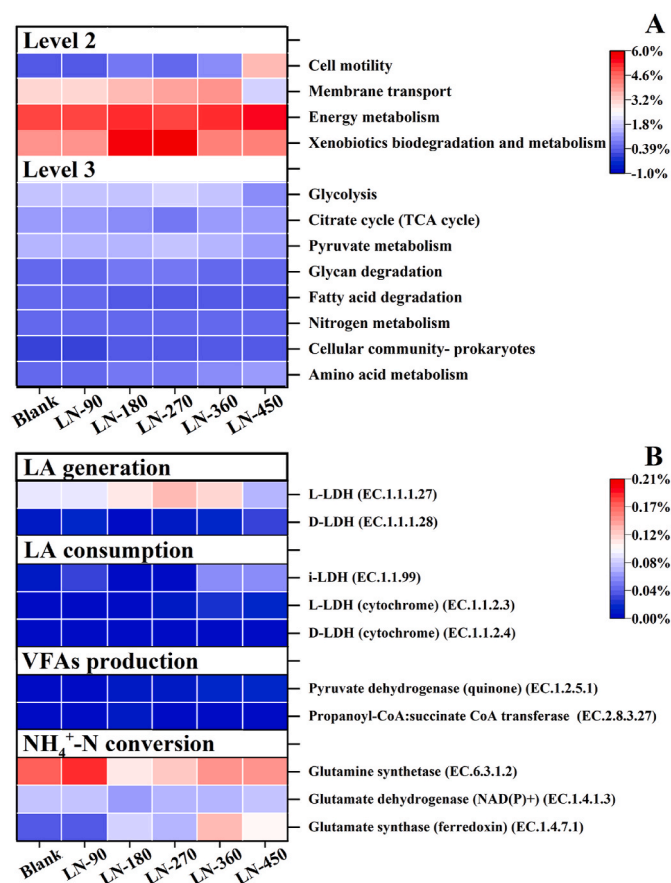 A
Level 2
Cell motility
Membrane transport
Energy metabolism
Xenobiotics biodegradation and metabolism
Level 3
Glycolysis
Citrate cycle (TCA cycle)
Pyruvate metabolism
Glycan degradation
Fatty acid degradation
Nitrogen metabolism
Cellular community- prokaryotes
Amino acid metabolism
6.0%
4.6%
3.2%
1.8%
0.39%
-1.0%
Blank LN-90 LN-180 LN-270 LN-360 LN-450
B
LA generation
L-LDH (EC.1.1.1.27)
D-LDH (EC.1.1.1.28)
LA consumption
i-LDH (EC.1.1.99)
L-LDH (cytochrome) (EC.1.1.2.3)
D-LDH (cytochrome) (EC.1.1.2.4)
VFAs production
Pyruvate dehydrogenase (quinone) (EC.1.2.5.1)
Propanoyl-CoA:succinate CoA transferase (EC.2.8.3.27)
NH₄⁺-N conversion
Glutamine synthetase (EC.6.3.1.2)
Glutamate dehydrogenase (NAD(P)+) (EC.1.4.1.3)
Glutamate synthase (ferredoxin) (EC.1.4.7.1)
0.21%
0.17%
0.12%
0.08%
0.04%
0.00%
Blank LN-90 LN-180 LN-270 LN-360 LN-450